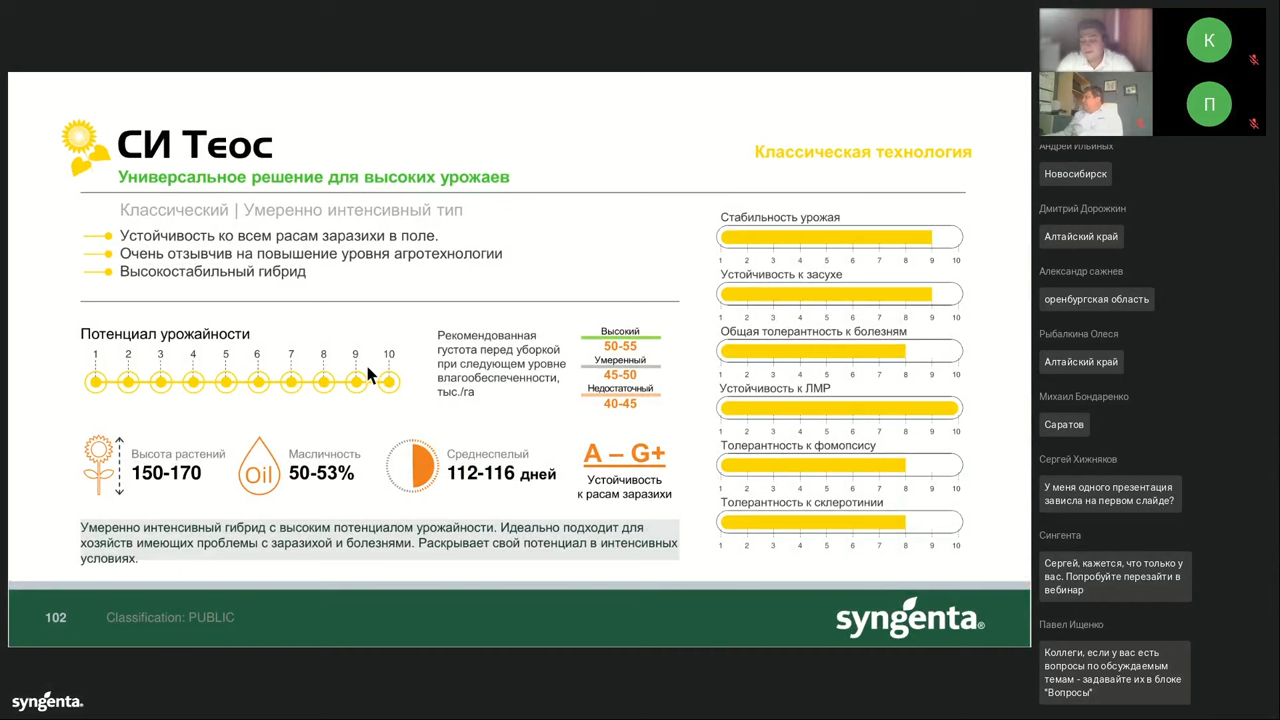 СИ Теос
Универсальное решение для высоких урожаев
Классическая технология
Классический | Умеренно интенсивный тип
Устойчивость ко всем расам заразихи в поле.
Очень отзывчив на повышение уровня агротехнологии
Высокостабильный гибрид
Потенциал урожайности
1 2 3 4 5 6 7 8 9 10
Рекомендованная
густота перед уборкой
при следующем уровне
влагообеспеченности,
тыс./га
Высокий
50-55
Умеренный
45-50
Недостаточный
40-45
Высота растений
150-170
Oil
Масличность
50-53%
Среднеспелый
112-116 дней
A – G+
Устойчивость
к расам заразихи
Умеренно интенсивный гибрид с высоким потенциалом урожайности. Идеально подходит для
хозяйств имеющих проблемы с заразихой и болезнями. Раскрывает свой потенциал в интенсивных
условиях.
Стабильность урожая
1 2 3 4 5 6 7 8 9 10
Устойчивость к засухе
1 2 3 4 5 6 7 8 9 10
Общая толерантность к болезням
1 2 3 4 5 6 7 8 9 10
Устойчивость к ЛМР
1 2 3 4 5 6 7 8 9 10
Толерантность к фомопсису
1 2 3 4 5 6 7 8 9 10
Толерантность к склеротинии
1 2 3 4 5 6 7 8 9 10
102
Classification: PUBLIC
syngenta®
syngenta.
К
П
Андрей Ильиных
Новосибирск
Дмитрий Дорожкин
Алтайский край
Александр сажнев
оренбургская область
Рыбалкина Олеся
Алтайский край
Михаил Бондаренко
Саратов
Сергей Хижняков
У меня одного презентация
зависла на первом слайде?
Сингента
Сергей, кажется, что только у
вас. Попробуйте перезайти в
вебинар
Павел Ищенко
Коллеги, если у вас есть
вопросы по обсуждаемым
темам - задавайте их в блоке
"Вопросы"